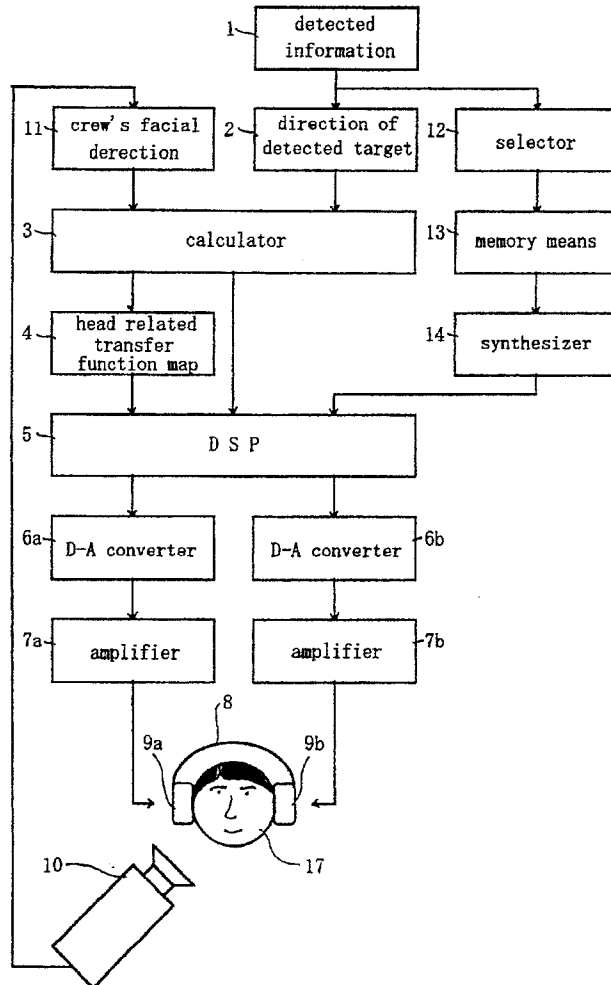 1
detected
information
11
crew's facial
derection
2
direction of
detected target
12
selector
3
calculator
13
memory means
4
head related
transfer
function map
14
synthesizer
5
D S P
6a
D-A converter
D-A converter
6b
7a
amplifier
amplifier
7b
8
9a
9b
10
17